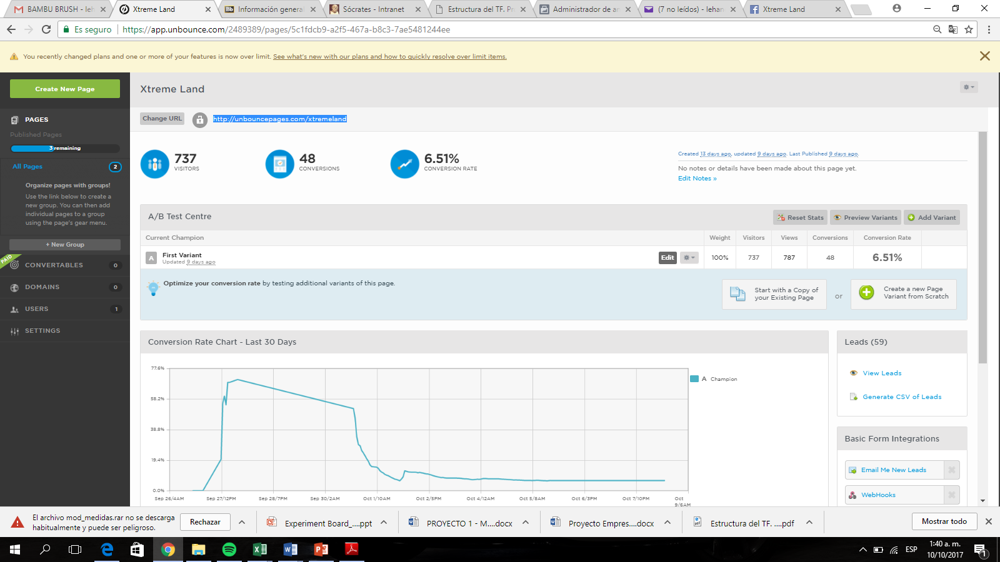 BAMBU BRUSH - leh
Xtreme Land
Información general
Sócrates - Intranet
Estructura del TF. Pr
Administrador de ar
(7 no leídos) - lehan
Xtreme Land
Es seguro
https://app.unbounce.com/2489389/pages/5c1fdcb9-a2f5-467a-b8c3-7ae5481244ee
You recently changed plans and one or more of your features is now over limit. See what's new with our plans and how to quickly resolve over limit items.
Create New Page
PAGES
Published Pages
3 remaining
All Pages
2
Organize pages with groups!
Use the link below to create a
new group. You can then add
individual pages to a group
using the page's gear menu.
+ New Group
PAID
CONVERTABLES
0
DOMAINS
0
USERS
1
SETTINGS
Xtreme Land
Change URL
http://unbouncepages.com/xtremeland
737
VISITORS
48
CONVERSIONS
6.51%
CONVERSION RATE
Created 13 days ago, updated 9 days ago. Last Published 9 days ago.
No notes or details have been made about this page yet.
Edit Notes »
A/B Test Centre
Reset Stats
Preview Variants
Add Variant
Current Champion
Weight
Visitors
Views
Conversions
Conversion Rate
A
First Variant
Updated 9 days ago
Edit
100%
737
787
48
6.51%
Optimize your conversion rate by testing additional variants of this page.
Start with a Copy of
your Existing Page
or
Create a new Page
Variant from Scratch
Conversion Rate Chart - Last 30 Days
77.6%
58.2%
38.8%
19.4%
0.0%
Sep 26/4AM
Sep 27/12PM
Sep 28/7PM
Sep 30/2AM
Oct 1/10AM
Oct 2/5PM
Oct 4/12AM
Oct 5/8AM
Oct 6/3PM
Oct 7/10PM
Oct
9/6AM
A Champion
Leads (59)
View Leads
Generate CSV of Leads
Basic Form Integrations
Email Me New Leads
WebHooks
El archivo mod_medidas.rar no se descarga
habitualmente y puede ser peligroso.
Rechazar
Experiment Board_....ppt
PROYECTO 1 - M....docx
Proyecto Empres....docx
Estructura del TF. ....pdf
Mostrar todo
ESP
1:40 a. m.
10/10/2017
1